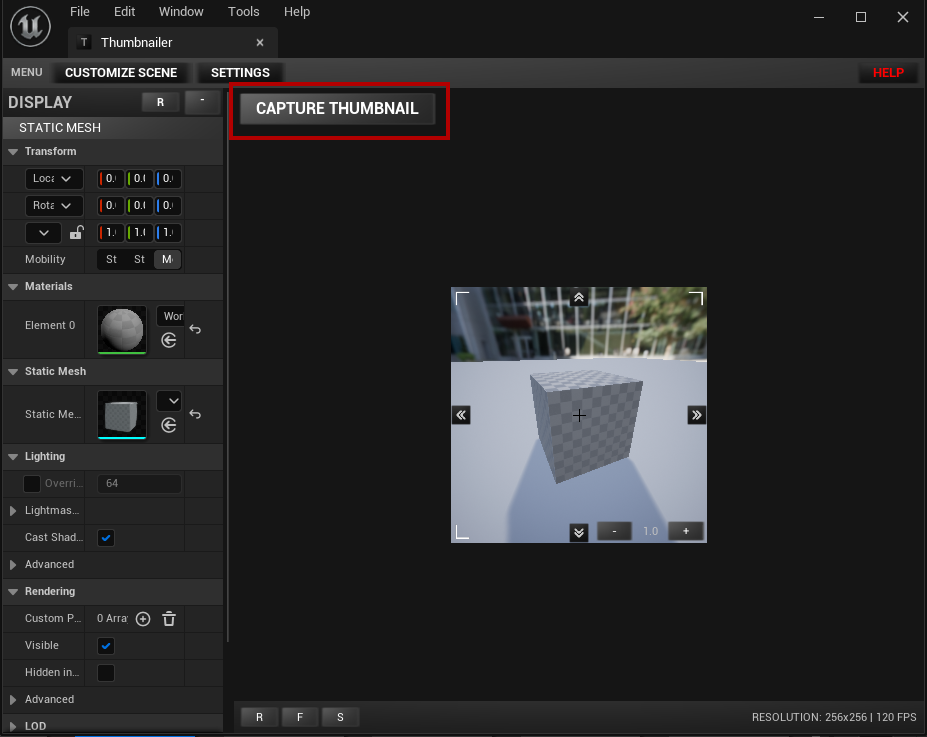 File Edit Window Tools Help
T Thumbnailer
MENU CUSTOMIZE SCENE SETTINGS HELP
DISPLAY R -
CAPTURE THUMBNAIL
STATIC MESH
Transform
Loca 0. 0.( 0.
Rota 0. 0.( 0.
1. 1.( 1.
Mobility St St M
Materials
Element 0 Wor
Static Mesh
Static Me...
Lighting
Overri... 64
Lightmas...
Cast Shad...
Advanced
Rendering
Custom P... 0 Arra
Visible
Hidden in...
Advanced
LOD
- 1.0 +
R F S
RESOLUTION: 256x256 | 120 FPS